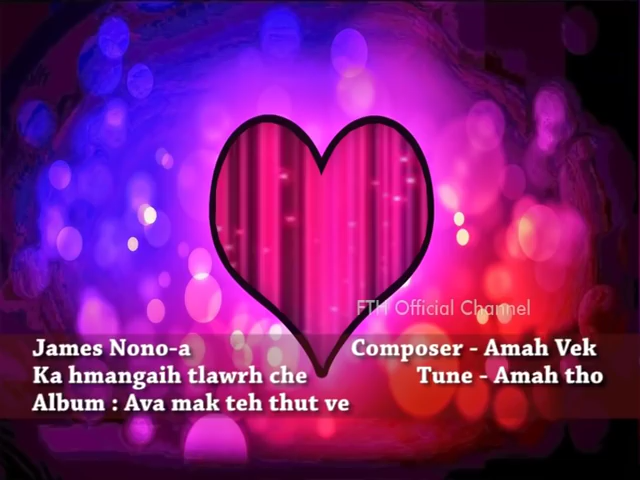 FTH Official Channel
James Nono-a
Composer - Amah Vek
Ka hmangaih tlawrh che
Tune - Amah tho
Album : Ava mak teh thut ve